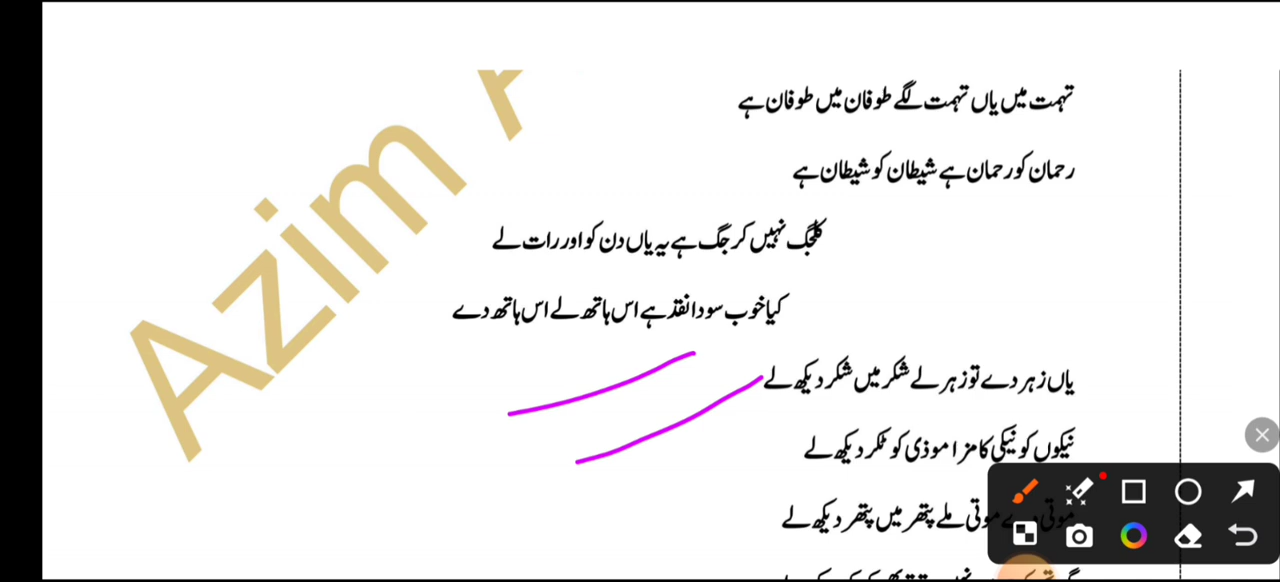 تہمت میں یاں تہمت لگے طوفان میں طوفان ہے
رحمان کو رحمان ہے شیطان کو شیطان ہے
کلجگ نہیں کر جگ ہے یہ یاں دن کو اور رات لے
کیا خوب سودا نقد ہے اس ہاتھ لے اس ہاتھ دے
یاں زہر دے تو زہر لے شکر میں شکر دیکھ لے
نیکوں کو نیکی کا مزا موذی کو ٹکر دیکھ لے
موتی دے موتی ملے پتھر میں پتھر دیکھ لے
Azim